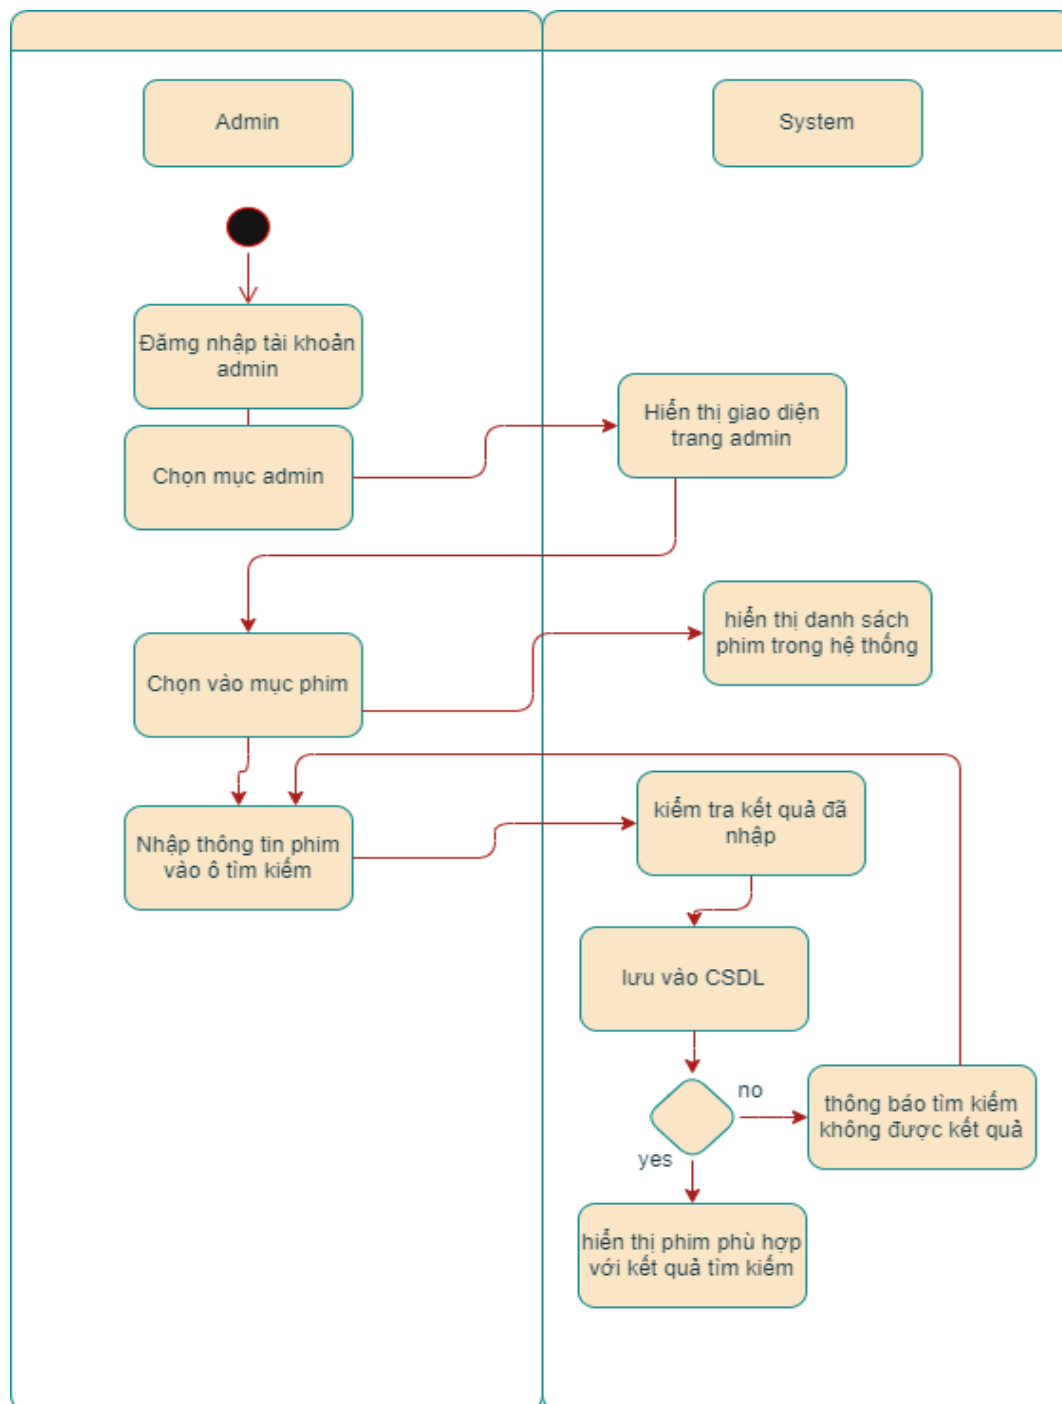 Admin
System
Đămg nhập tài khoản
admin
Hiển thị giao diện
trang admin
Chọn mục admin
hiển thị danh sách
phim trong hệ thống
Chọn vào mục phim
kiểm tra kết quả đã
nhập
Nhập thông tin phim
vào ô tìm kiếm
lưu vào CSDL
no
thông báo tìm kiếm
không được kết quả
yes
hiển thị phim phù hợp
với kết quả tìm kiếm